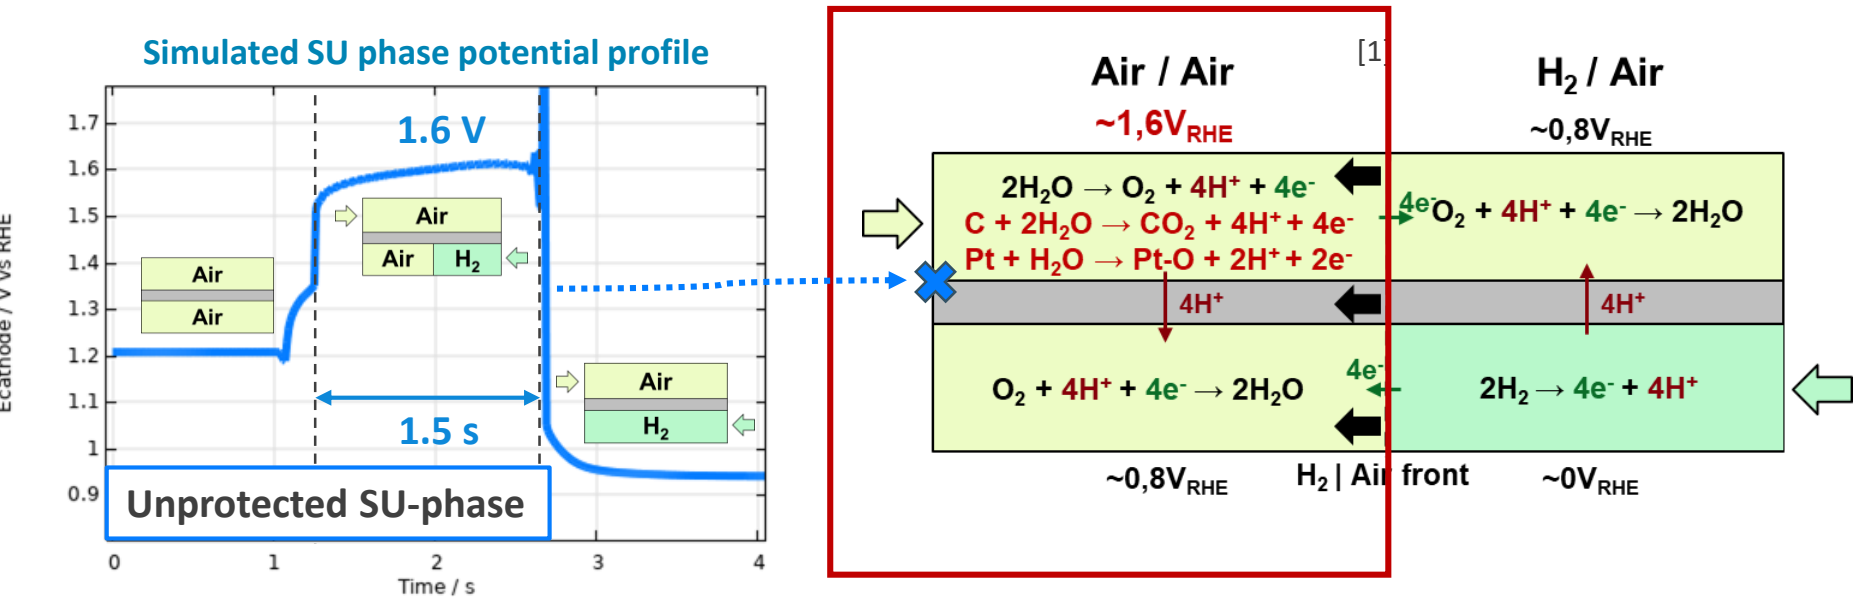 Simulated SU phase potential profile
Ecathode / V Vs RHE
1.7
1.6
1.5
1.4
1.3
1.2
1.1
1
0.9
1.6 V
Air
Air
Air
Air
H₂
1.5 s
Air
H₂
Unprotected SU-phase
0
1
2
3
4
Time / s
[1]
Air / Air
~1,6V_RHE
H₂ / Air
~0,8V_RHE
2H₂O → O₂ + 4H⁺ + 4e⁻
C + 2H₂O → CO₂ + 4H⁺ + 4e⁻
Pt + H₂O → Pt-O + 2H⁺ + 2e⁻
4e⁻
O₂ + 4H⁺ + 4e⁻ → 2H₂O
4H⁺
4H⁺
O₂ + 4H⁺ + 4e⁻ → 2H₂O
4e⁻
2H₂ → 4e⁻ + 4H⁺
~0,8V_RHE
H₂ | Air front
~0V_RHE